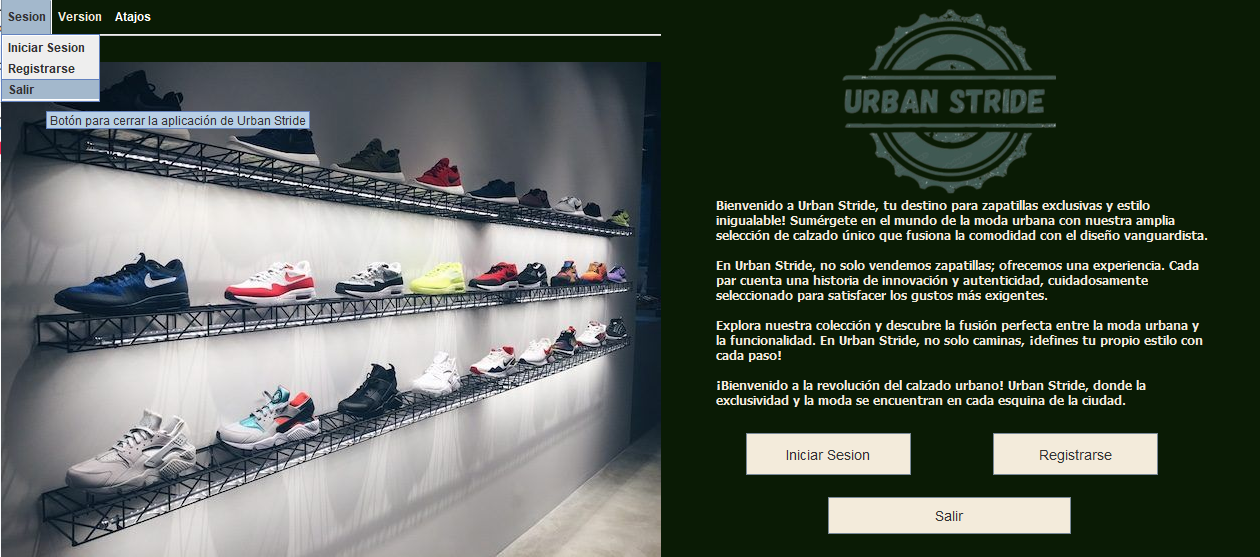 Sesion Version Atajos
Iniciar Sesion
Registrarse
Salir
Botón para cerrar la aplicación de Urban Stride
URBAN STRIDE
Bienvenido a Urban Stride, tu destino para zapatillas exclusivas y estilo
inigualable! Sumérgete en el mundo de la moda urbana con nuestra amplia
selección de calzado único que fusiona la comodidad con el diseño vanguardista.
En Urban Stride, no solo vendemos zapatillas; ofrecemos una experiencia. Cada
par cuenta una historia de innovación y autenticidad, cuidadosamente
seleccionado para satisfacer los gustos más exigentes.
Explora nuestra colección y descubre la fusión perfecta entre la moda urbana y
la funcionalidad. En Urban Stride, no solo caminas, ¡defines tu propio estilo con
cada paso!
¡Bienvenido a la revolución del calzado urbano! Urban Stride, donde la
exclusividad y la moda se encuentran en cada esquina de la ciudad.
Iniciar Sesion Registrarse
Salir